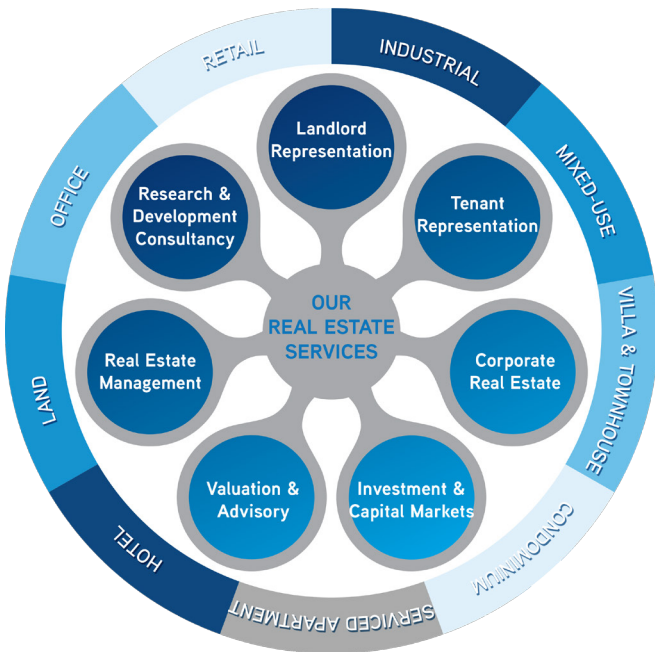 RETAIL
INDUSTRIAL
MIXED-USE
VILLA & TOWNHOUSE
CONDOMINIUM
SERVICED APARTMENT
HOTEL
LAND
OFFICE
Landlord
Representation
Tenant
Representation
Corporate
Real Estate
Investment &
Capital Markets
Valuation &
Advisory
Real Estate
Management
Research &
Development
Consultancy
OUR
REAL ESTATE
SERVICES